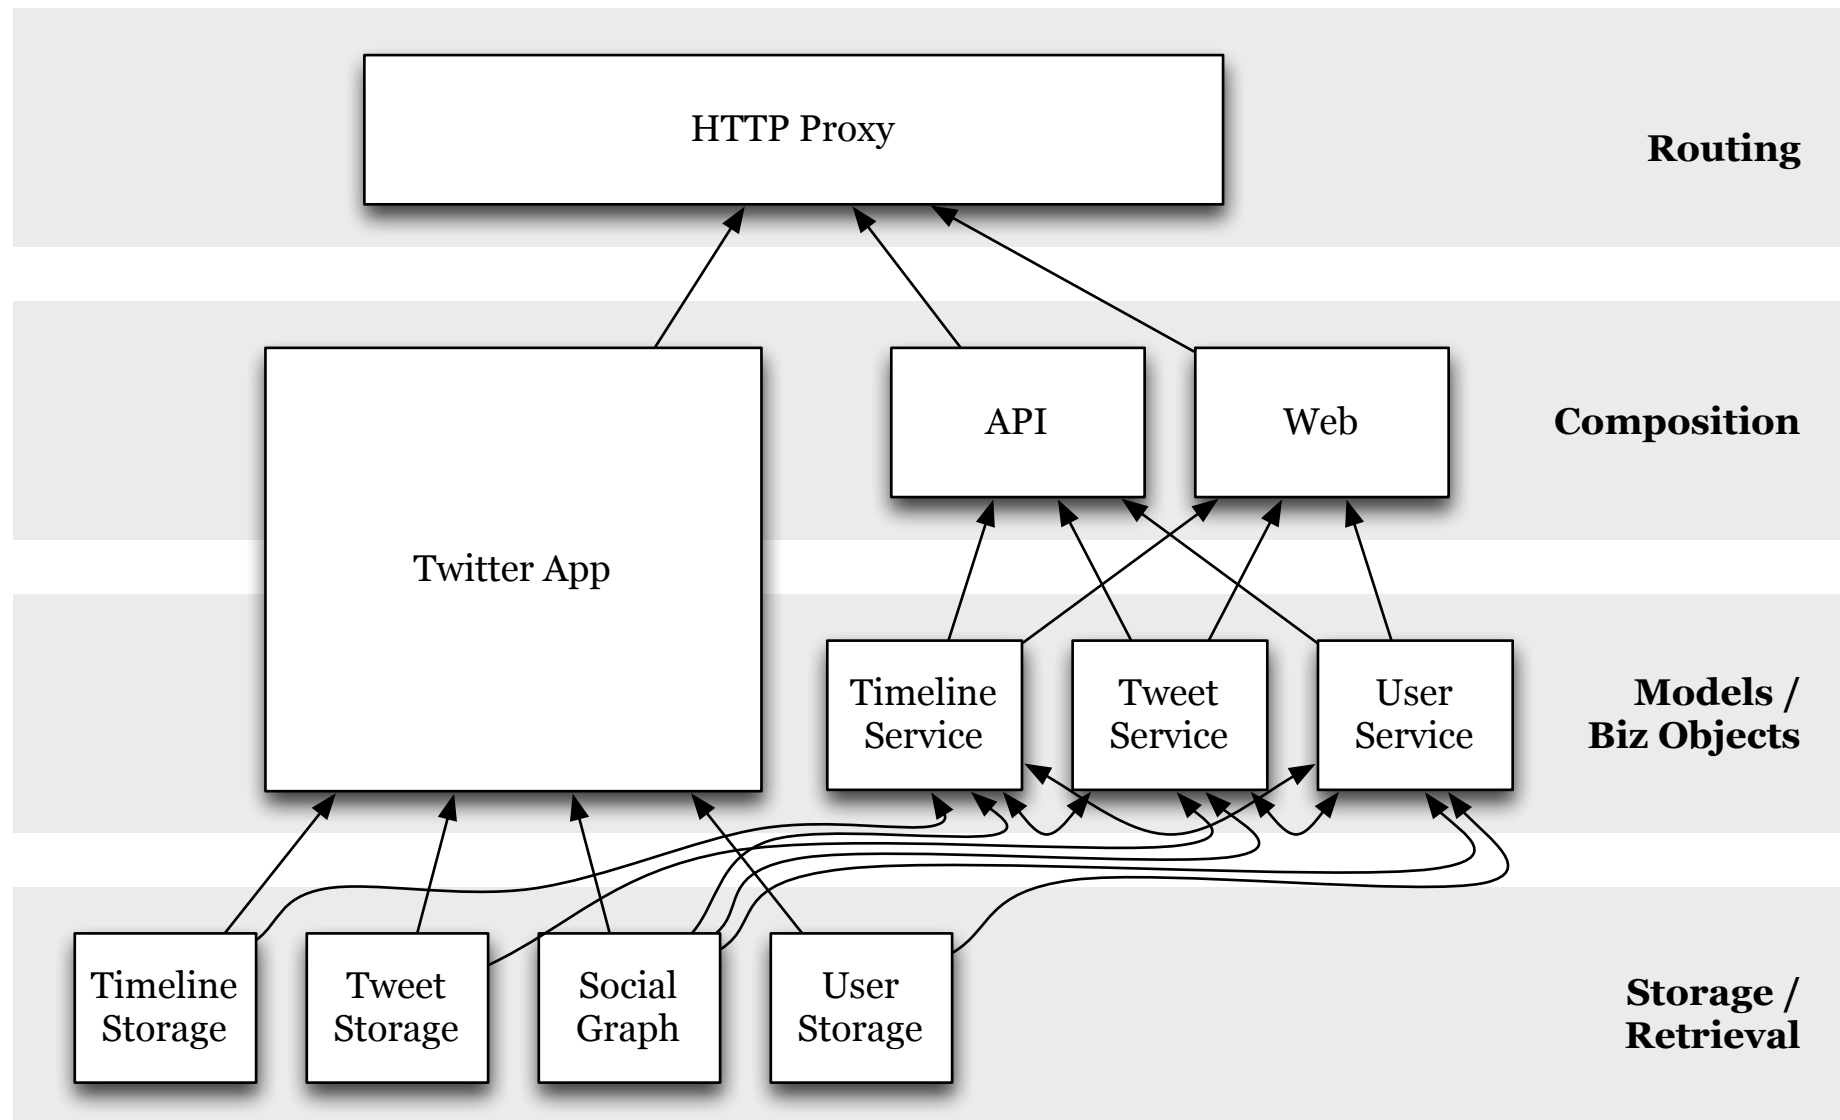 HTTP Proxy
Routing
API
Web
Composition
Twitter App
Timeline
Service
Tweet
Service
User
Service
Models /
Biz Objects
Timeline
Storage
Tweet
Storage
Social
Graph
User
Storage
Storage /
Retrieval